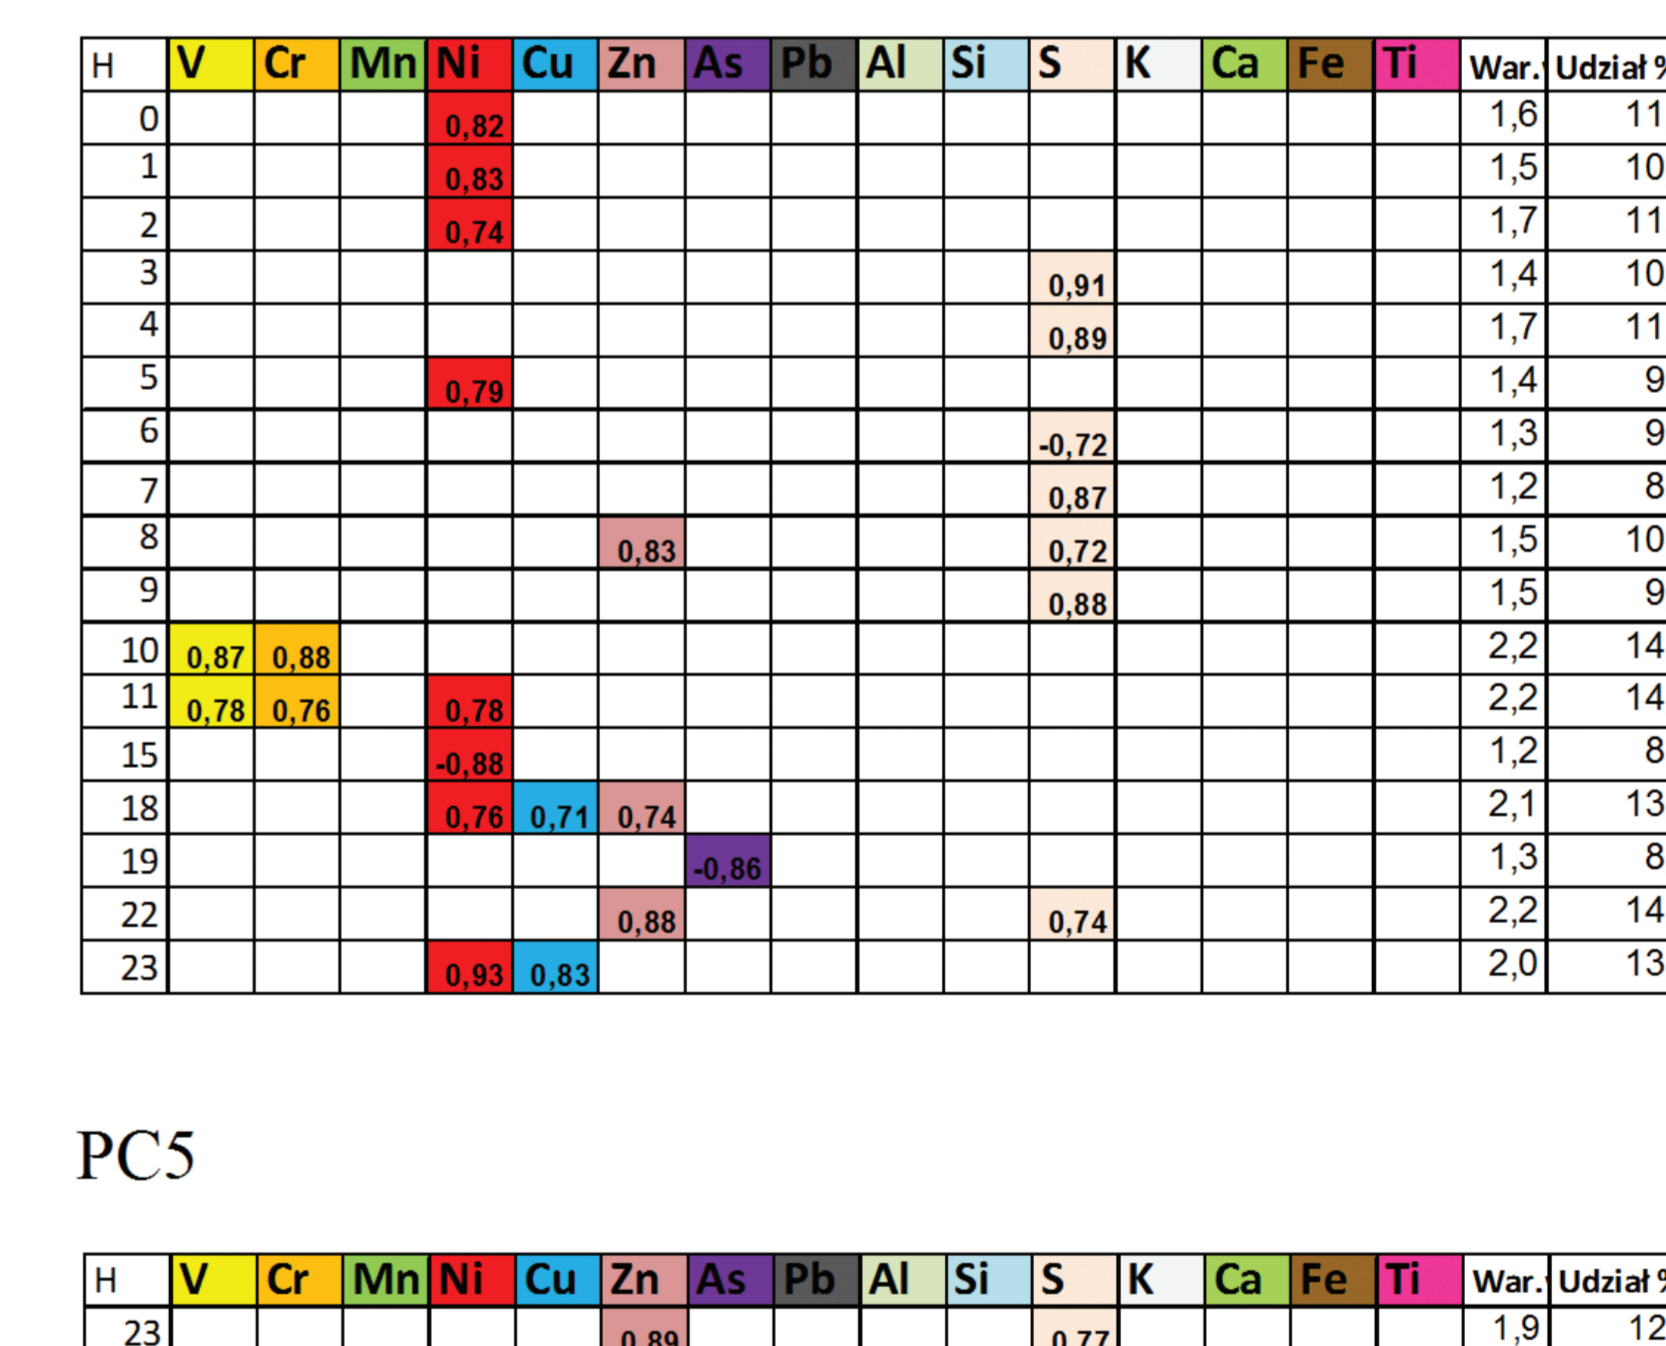 H V Cr Mn Ni Cu Zn As Pb Al Si S K Ca Fe Ti War. Udział %
0 0,82 1,6 11
1 0,83 1,5 10
2 0,74 1,7 11
3 0,91 1,4 10
4 0,89 1,7 11
5 0,79 1,4 9
6 -0,72 1,3 9
7 0,87 1,2 8
8 0,83 0,72 1,5 10
9 0,88 1,5 9
10 0,87 0,88 2,2 14
11 0,78 0,76 0,78 2,2 14
15 -0,88 1,2 8
18 0,76 0,71 0,74 2,1 13
19 -0,86 1,3 8
22 0,88 0,74 2,2 14
23 0,93 0,83 2,0 13
PC5
H V Cr Mn Ni Cu Zn As Pb Al Si S K Ca Fe Ti War. Udział %
23 0,89 0,77 1,9 12